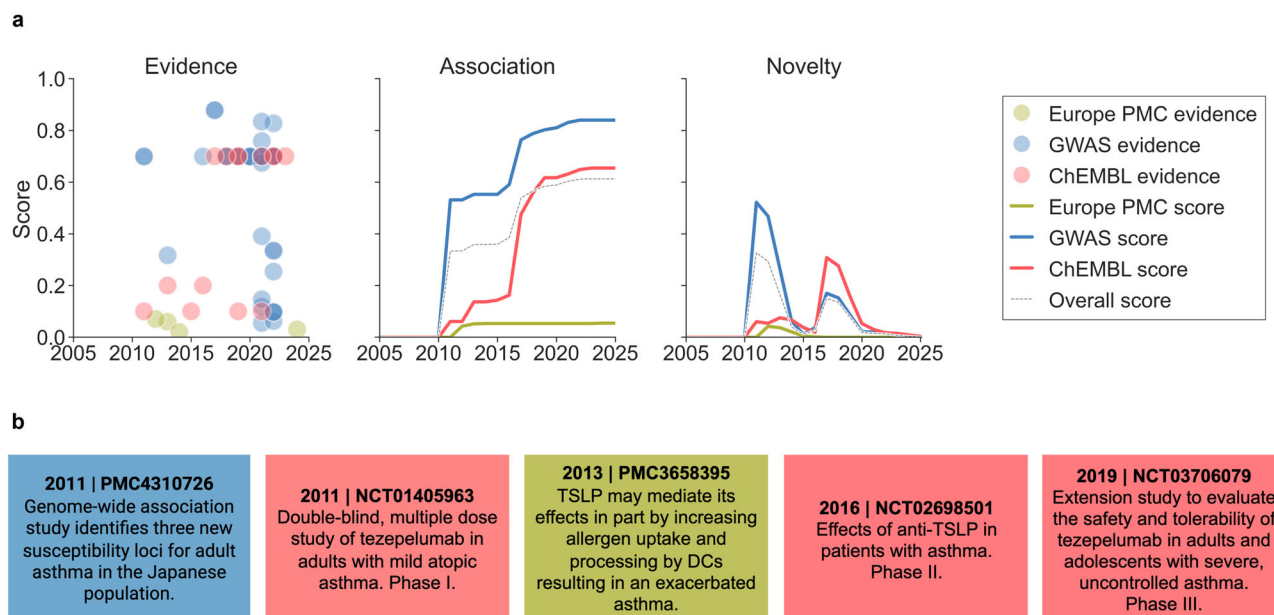 a
Evidence
Association
Novelty
Score
1.0
0.8
0.6
0.4
0.2
0.0
2005 2010 2015 2020 2025
2005 2010 2015 2020 2025
2005 2010 2015 2020 2025
Europe PMC evidence
GWAS evidence
ChEMBL evidence
Europe PMC score
GWAS score
ChEMBL score
Overall score
b
2011 | PMC4310726
Genome-wide association
study identifies three new
susceptibility loci for adult
asthma in the Japanese
population.
2011 | NCT01405963
Double-blind, multiple dose
study of tezepelumab in
adults with mild atopic
asthma. Phase I.
2013 | PMC3658395
TSLP may mediate its
effects in part by increasing
allergen uptake and
processing by DCs
resulting in an exacerbated
asthma.
2016 | NCT02698501
Effects of anti-TSLP in
patients with asthma.
Phase II.
2019 | NCT03706079
Extension study to evaluate
the safety and tolerability of
tezepelumab in adults and
adolescents with severe,
uncontrolled asthma.
Phase III.